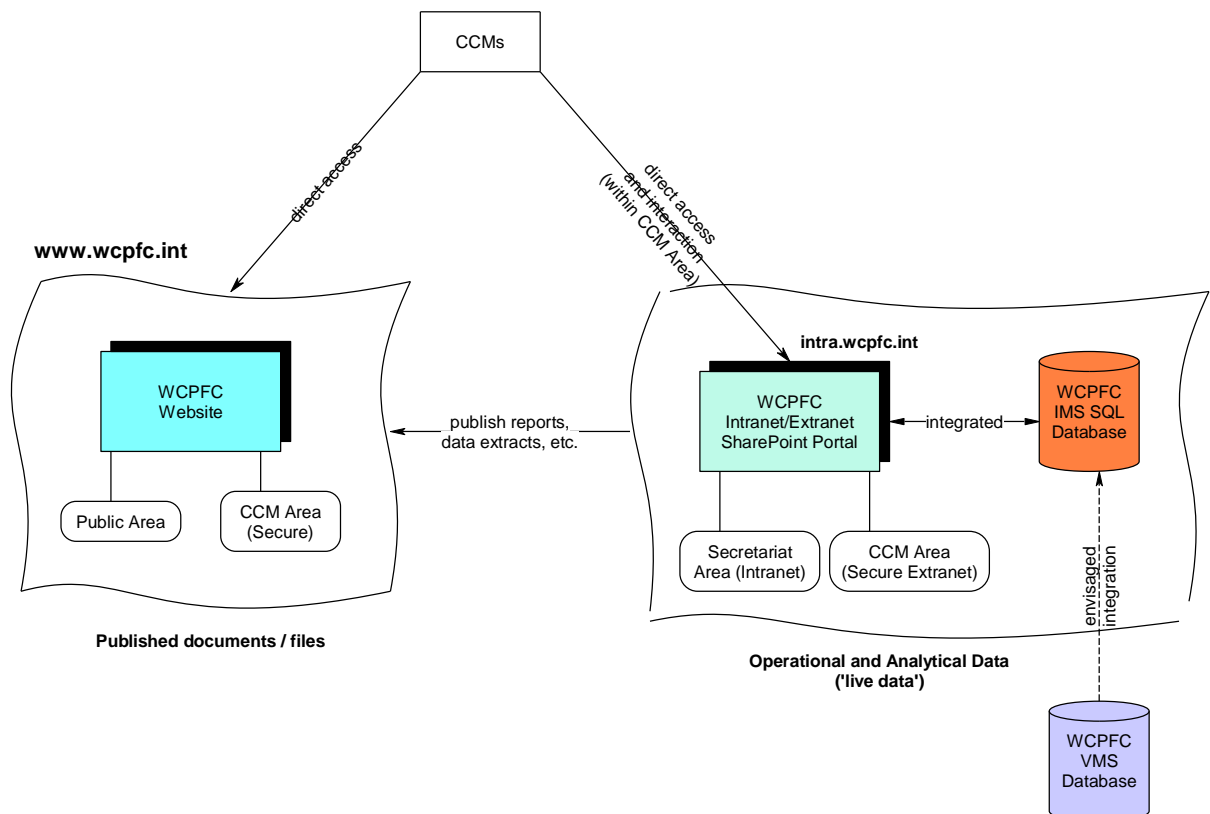 CCMs
direct access
direct access
and interaction
(within CCM Area)
www.wcpfc.int
intra.wcpfc.int
WCPFC
Website
publish reports,
data extracts, etc.
WCPFC
Intranet/Extranet
SharePoint Portal
integrated
WCPFC
IMS SQL
Database
Public Area
CCM Area
(Secure)
Secretariat
Area (Intranet)
CCM Area
(Secure Extranet)
envisaged
integration
Published documents / files
Operational and Analytical Data
('live data')
WCPFC
VMS
Database